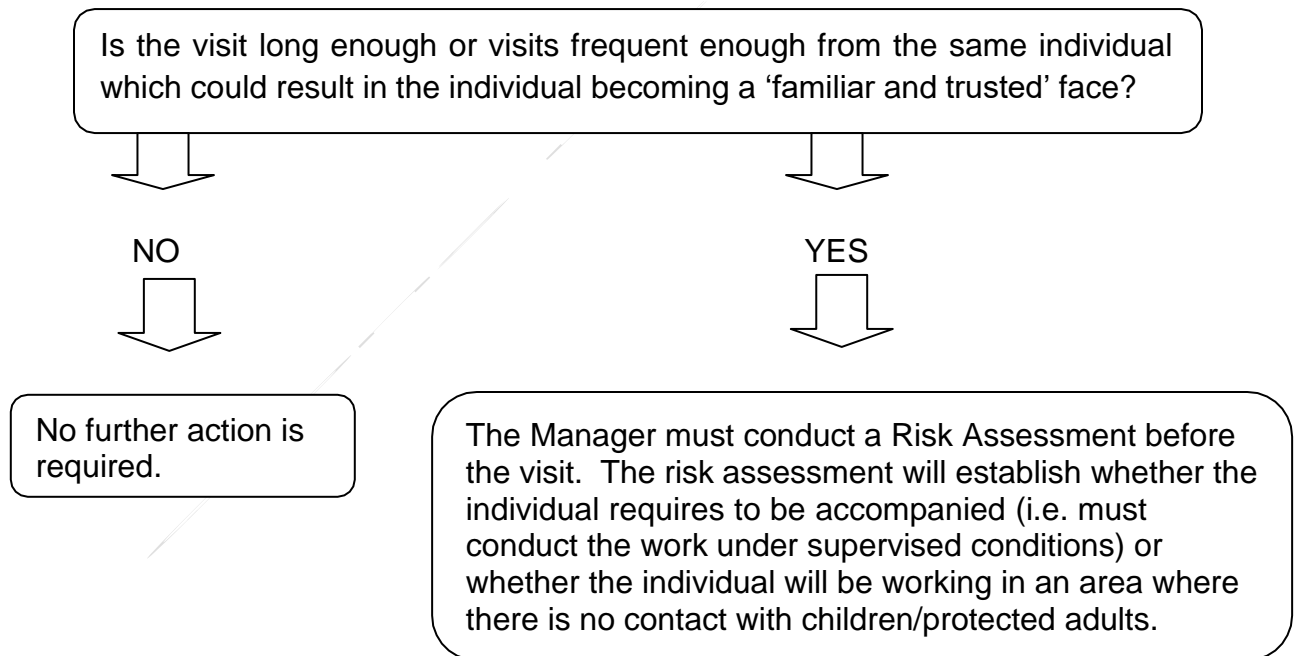 Is the visit long enough or visits frequent enough from the same individual
which could result in the individual becoming a ‘familiar and trusted’ face?
NO
YES
No further action is
required.
The Manager must conduct a Risk Assessment before
the visit.  The risk assessment will establish whether the
individual requires to be accompanied (i.e. must
conduct the work under supervised conditions) or
whether the individual will be working in an area where
there is no contact with children/protected adults.